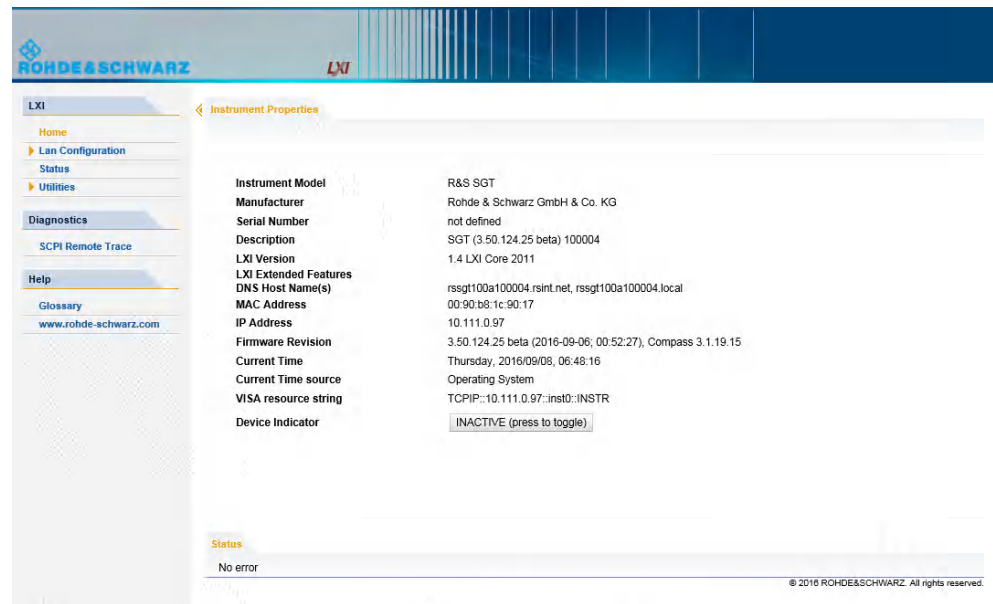 ROHDE&SCHWARZ
LXI
LXI
Home
Lan Configuration
Status
Utilities
Diagnostics
SCPI Remote Trace
Help
Glossary
www.rohde-schwarz.com
Instrument Properties
Instrument Model R&S SGT
Manufacturer Rohde & Schwarz GmbH & Co. KG
Serial Number not defined
Description SGT (3.50.124.25 beta) 100004
LXI Version 1.4 LXI Core 2011
LXI Extended Features
DNS Host Name(s) rssgt100a100004.rsint.net, rssgt100a100004.local
MAC Address 00:90:b8:1c:90:17
IP Address 10.111.0.97
Firmware Revision 3.50.124.25 beta (2016-09-06; 00:52:27), Compass 3.1.19.15
Current Time Thursday, 2016/09/08, 06:48:16
Current Time source Operating System
VISA resource string TCPIP::10.111.0.97::inst0::INSTR
Device Indicator INACTIVE (press to toggle)
Status
No error
© 2016 ROHDE&SCHWARZ. All rights reserved.